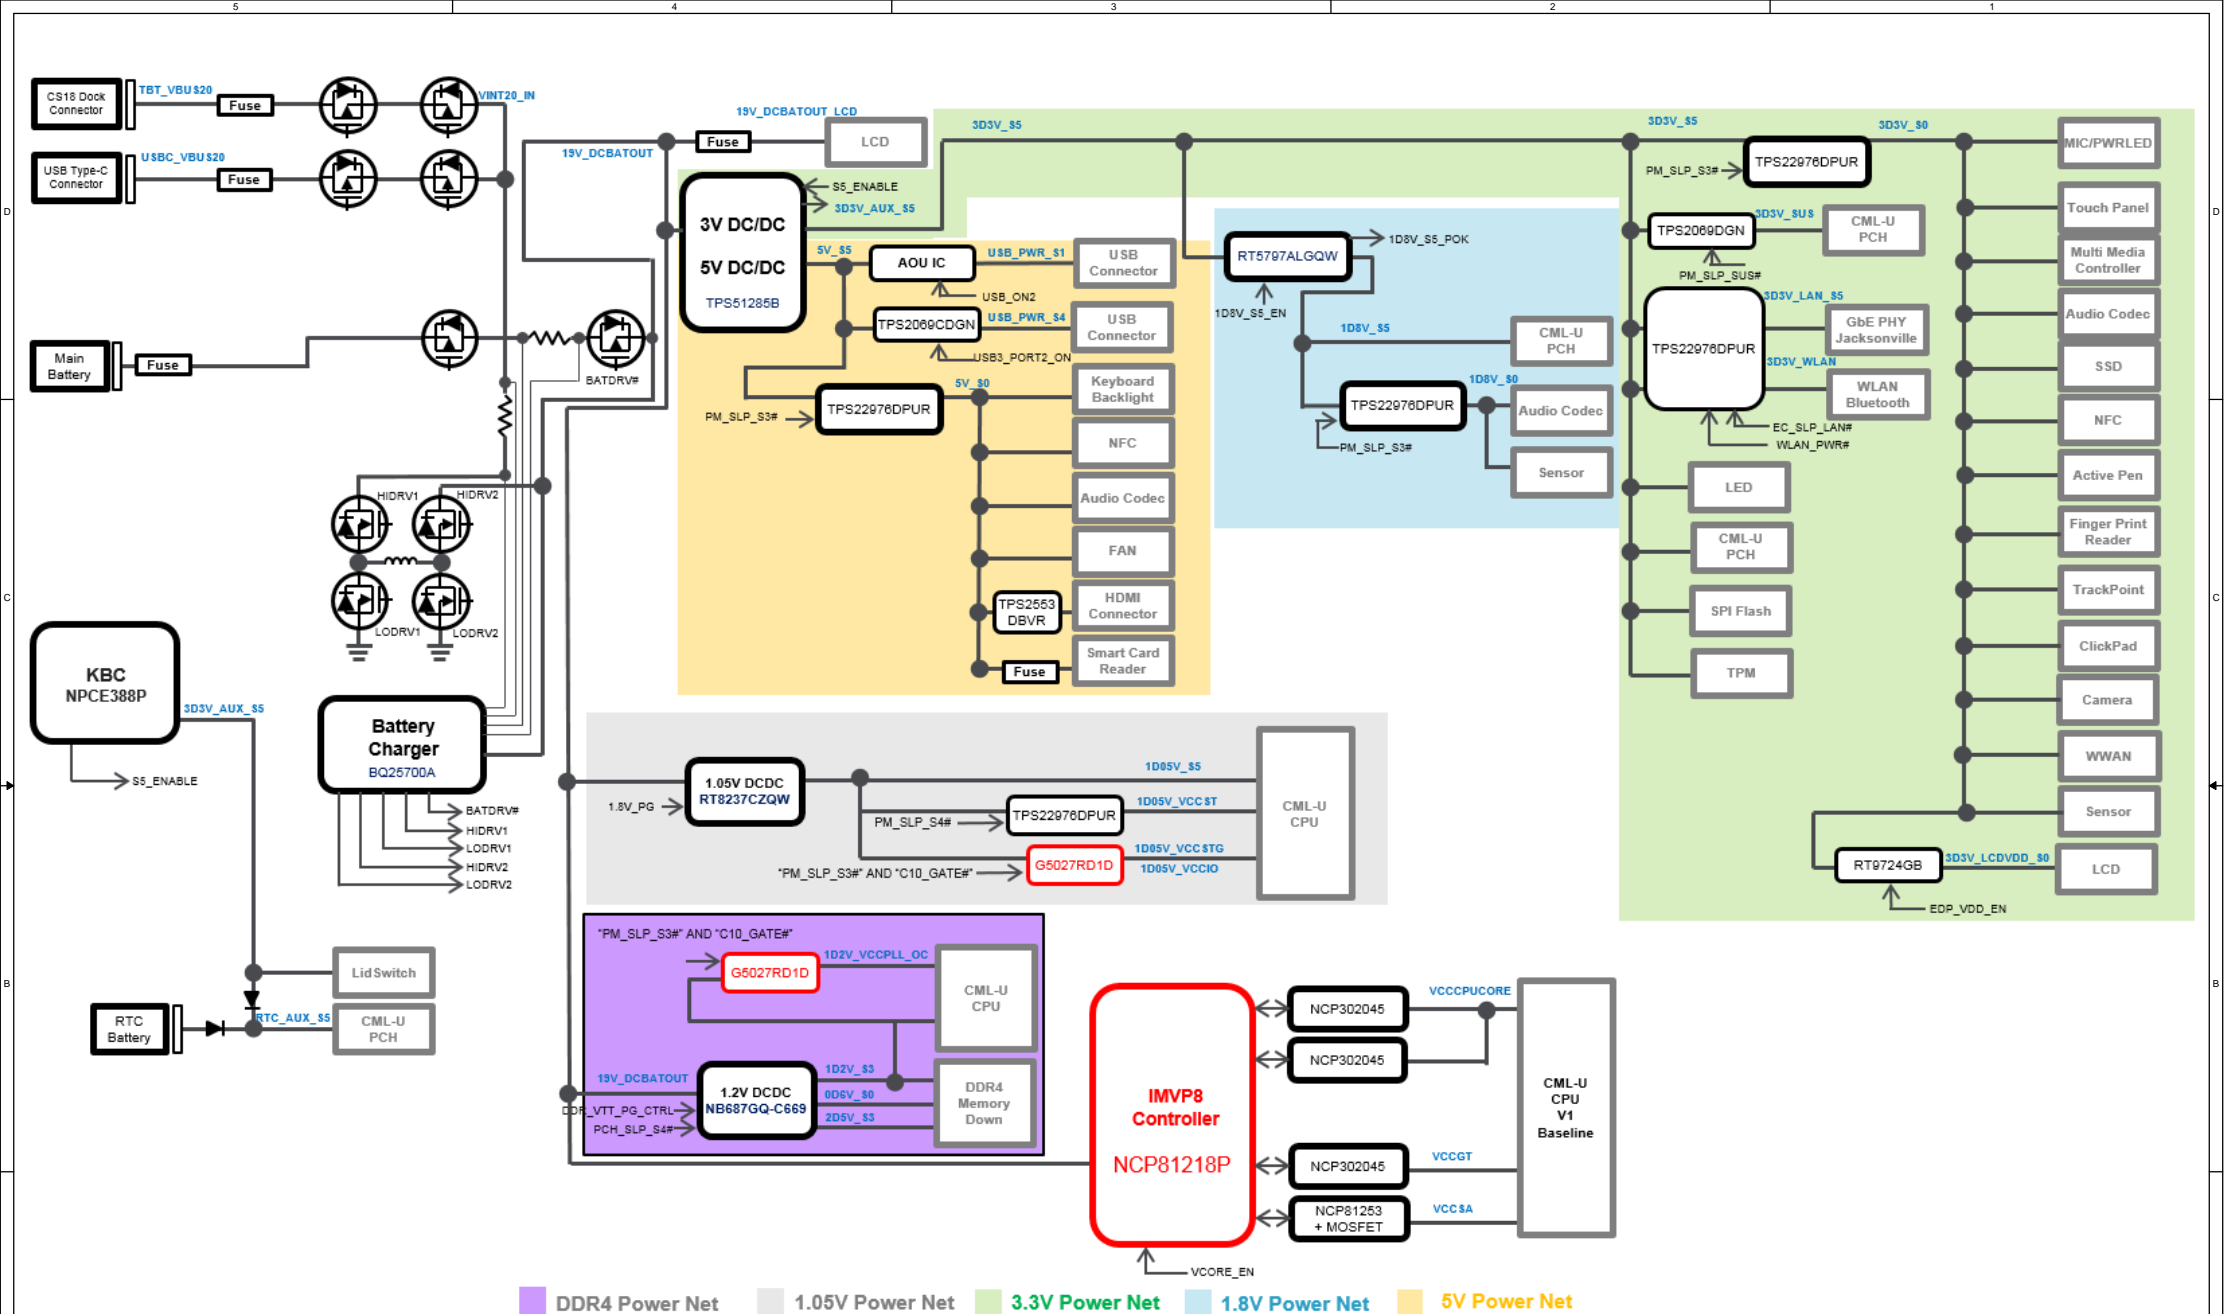 5
4
3
2
1
CS18 Dock
Connector
TBT_VBUS20
Fuse
VINT20_IN
USB Type-C
Connector
USBC_VBUS20
Fuse
19V_DCBATOUT_LCD
19V_DCBATOUT
Fuse
LCD
3V DC/DC
5V DC/DC
TPS51285B
S5_ENABLE
3D3V_AUX_S5
3D3V_S5
3D3V_S5
3D3V_S0
PM_SLP_S3#
TPS22976DPUR
MIC/PWRLED
Touch Panel
Multi Media
Controller
Audio Codec
SSD
NFC
Active Pen
Finger Print
Reader
TrackPoint
ClickPad
Camera
WWAN
Sensor
LCD
RT9724GB
3D3V_LCDVDD_S0
EDP_VDD_EN
TPS2069DGN
3D3V_SUS
CML-U
PCH
PM_SLP_SUS#
TPS22976DPUR
3D3V_LAN_S5
GbE PHY
Jacksonville
3D3V_WLAN
WLAN
Bluetooth
EC_SLP_LAN#
WLAN_PWR#
LED
CML-U
PCH
SPI Flash
TPM
RT5797ALGQW
1D8V_S5_POK
1D8V_S5_EN
1D8V_S5
CML-U
PCH
TPS22976DPUR
1D8V_S0
Audio Codec
PM_SLP_S3#
Sensor
5V_S5
AOU IC
USB_PWR_S1
USB
Connector
USB_ON2
TPS2069CDGN
USB_PWR_S4
USB
Connector
USB3_PORT2_ON
PM_SLP_S3#
TPS22976DPUR
5V_S0
Keyboard
Backlight
NFC
Audio Codec
FAN
TPS2553
DBVR
HDMI
Connector
Fuse
Smart Card
Reader
Main
Battery
Fuse
BATDRV#
HIDRV1
HIDRV2
LODRV1
LODRV2
KBC
NPCE388P
3D3V_AUX_S5
S5_ENABLE
Battery
Charger
BQ25700A
BATDRV#
HIDRV1
LODRV1
HIDRV2
LODRV2
LidSwitch
RTC
Battery
RTC_AUX_S5
CML-U
PCH
1.05V DCDC
RT8237CZQW
1.8V_PG
1D05V_S5
TPS22976DPUR
1D05V_VCCST
PM_SLP_S4#
G5027RD1D
1D05V_VCCSTG
1D05V_VCCIO
"PM_SLP_S3#" AND "C10_GATE#"
CML-U
CPU
"PM_SLP_S3#" AND "C10_GATE#"
G5027RD1D
1D2V_VCCPLL_OC
CML-U
CPU
19V_DCBATOUT
DDR_VTT_PG_CTRL
PCH_SLP_S4#
1.2V DCDC
NB687GQ-C669
1D2V_S3
0D6V_S0
2D5V_S3
DDR4
Memory
Down
IMVP8
Controller
NCP81218P
VCORE_EN
NCP302045
NCP302045
NCP302045
NCP81253
+ MOSFET
VCCCPUCORE
VCCGT
VCCSA
CML-U
CPU
V1
Baseline
D
C
B
D
C
B
DDR4 Power Net
1.05V Power Net
3.3V Power Net
1.8V Power Net
5V Power Net